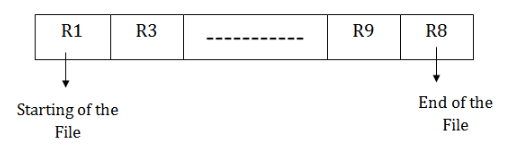 R1 R3 ----------- R9 R8
Starting of the
File
End of the
File